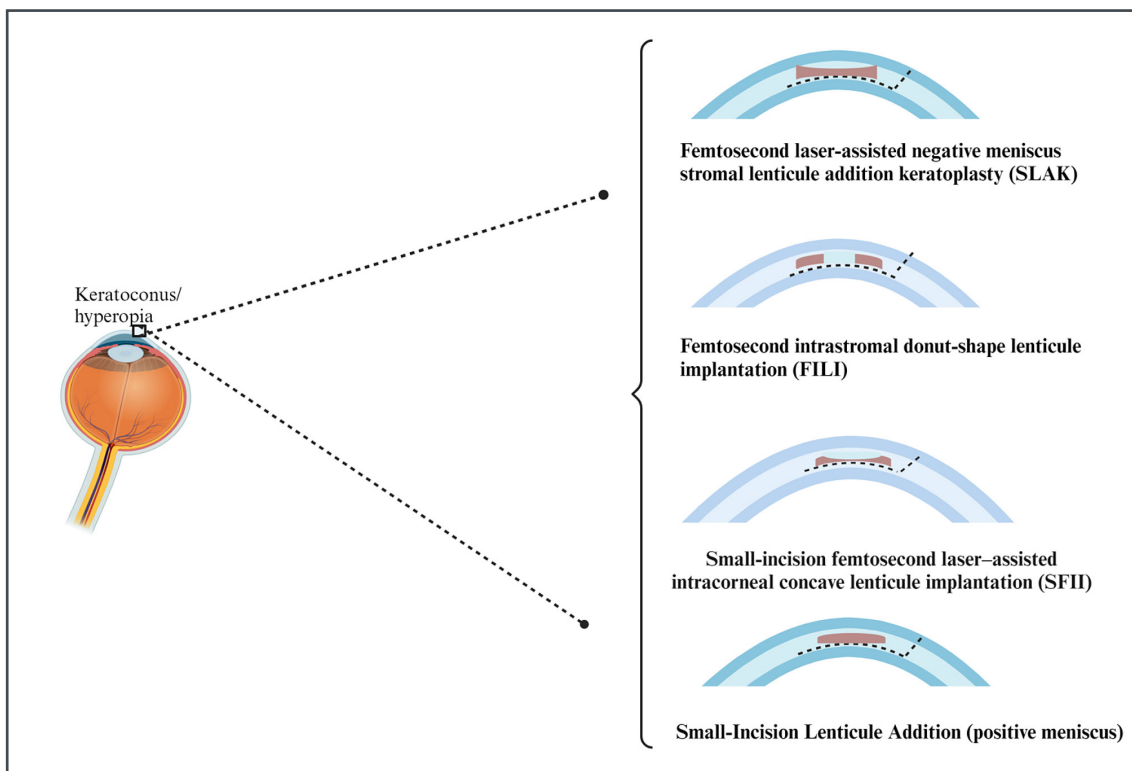 Femtosecond laser-assisted negative meniscus
stromal lenticule addition keratoplasty (SLAK)
Keratoconus/
hyperopia
Femtosecond intrastromal donut-shape lenticule
implantation (FILI)
Small-incision femtosecond laser–assisted
intracorneal concave lenticule implantation (SFII)
Small-Incision Lenticule Addition (positive meniscus)